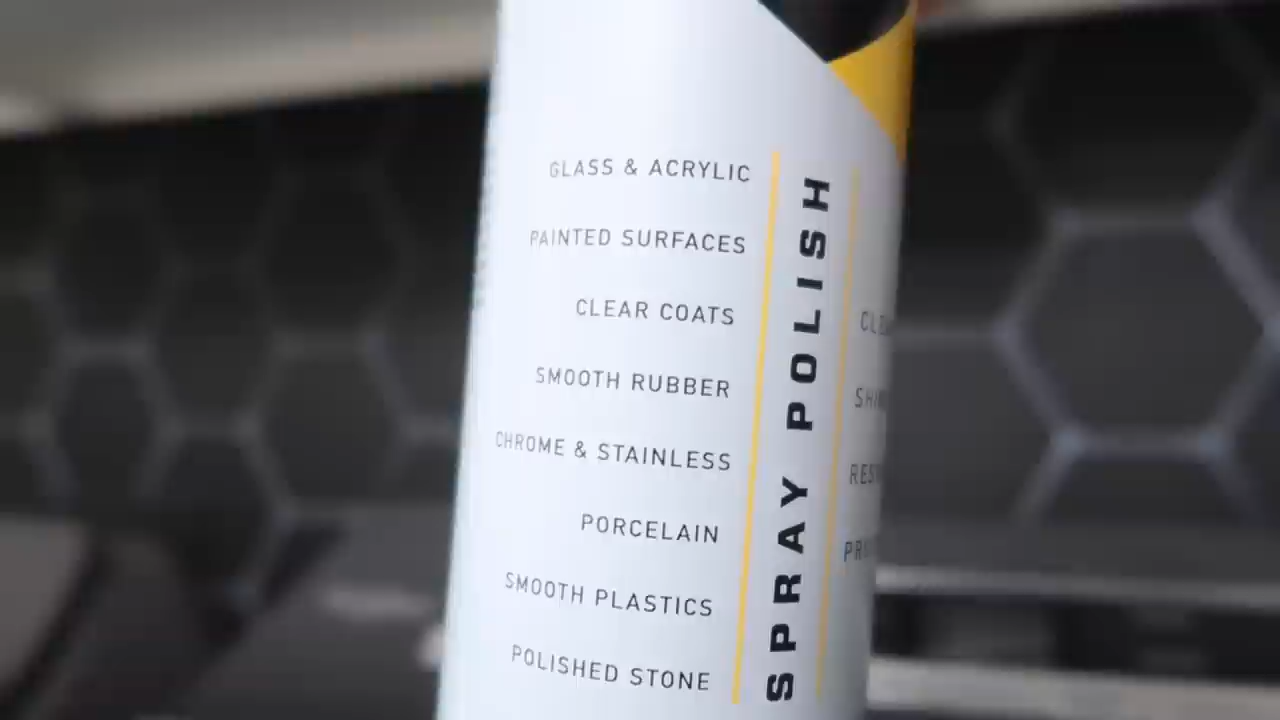 GLASS & ACRYLIC
PAINTED SURFACES
CLEAR COATS
SMOOTH RUBBER
CHROME & STAINLESS
PORCELAIN
SMOOTH PLASTICS
POLISHED STONE
SPRAY POLISH